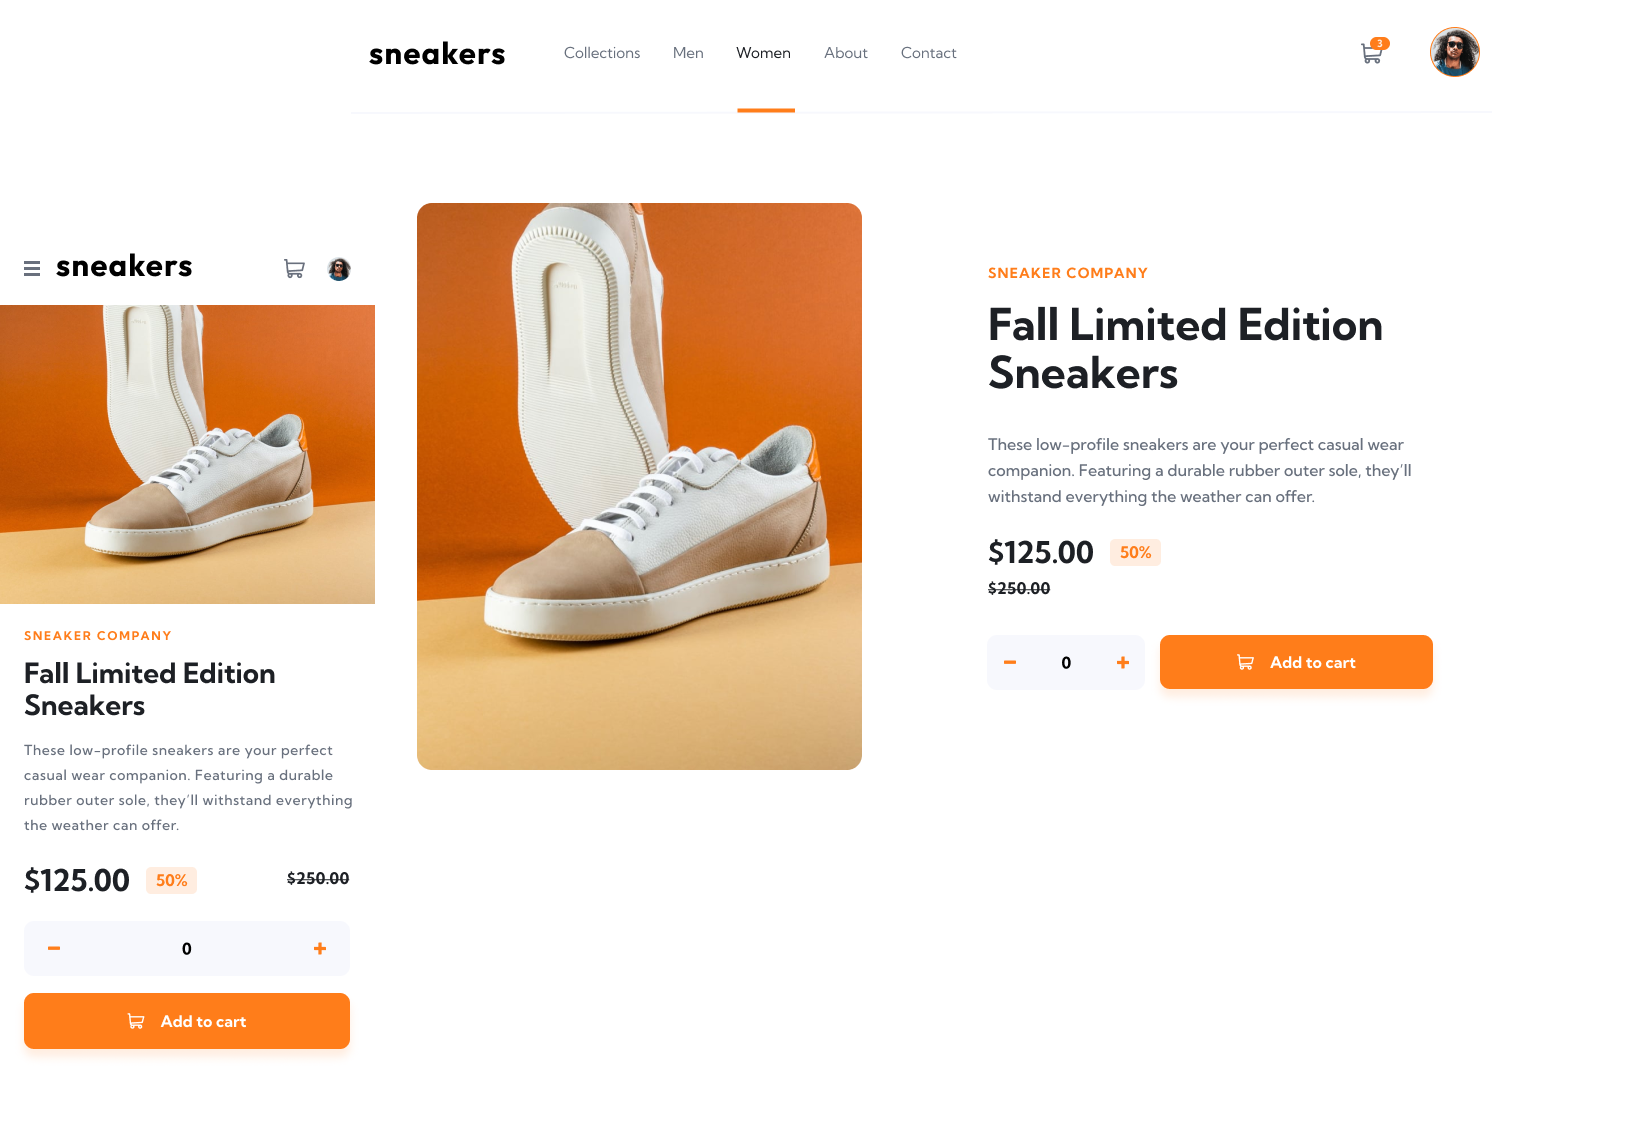 sneakers
Collections Men Women About Contact
3
SNEAKER COMPANY
Fall Limited Edition
Sneakers
These low-profile sneakers are your perfect casual wear
companion. Featuring a durable rubber outer sole, they’ll
withstand everything the weather can offer.
$125.00 50%
$250.00
0
Add to cart
sneakers
SNEAKER COMPANY
Fall Limited Edition
Sneakers
These low-profile sneakers are your perfect
casual wear companion. Featuring a durable
rubber outer sole, they’ll withstand everything
the weather can offer.
$125.00 50% $250.00
0
Add to cart